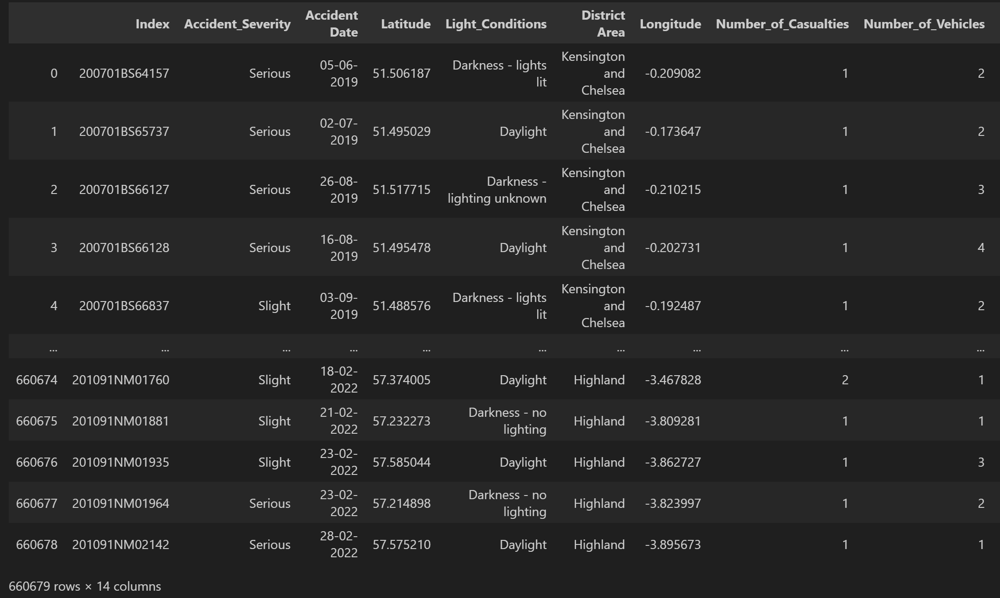 Index Accident_Severity Accident Date Latitude Light_Conditions District Area Longitude Number_of_Casualties Number_of_Vehicles
0 200701BS64157 Serious 05-06-2019 51.506187 Darkness - lights lit Kensington and Chelsea -0.209082 1 2
1 200701BS65737 Serious 02-07-2019 51.495029 Daylight Kensington and Chelsea -0.173647 1 2
2 200701BS66127 Serious 26-08-2019 51.517715 Darkness - lighting unknown Kensington and Chelsea -0.210215 1 3
3 200701BS66128 Serious 16-08-2019 51.495478 Daylight Kensington and Chelsea -0.202731 1 4
4 200701BS66837 Slight 03-09-2019 51.488576 Darkness - lights lit Kensington and Chelsea -0.192487 1 2
... ... ... ... ... ... ... ... ... ...
660674 201091NM01760 Slight 18-02-2022 57.374005 Daylight Highland -3.467828 2 1
660675 201091NM01881 Slight 21-02-2022 57.232273 Darkness - no lighting Highland -3.809281 1 1
660676 201091NM01935 Slight 23-02-2022 57.585044 Daylight Highland -3.862727 1 3
660677 201091NM01964 Serious 23-02-2022 57.214898 Darkness - no lighting Highland -3.823997 1 2
660678 201091NM02142 Serious 28-02-2022 57.575210 Daylight Highland -3.895673 1 1
660679 rows × 14 columns